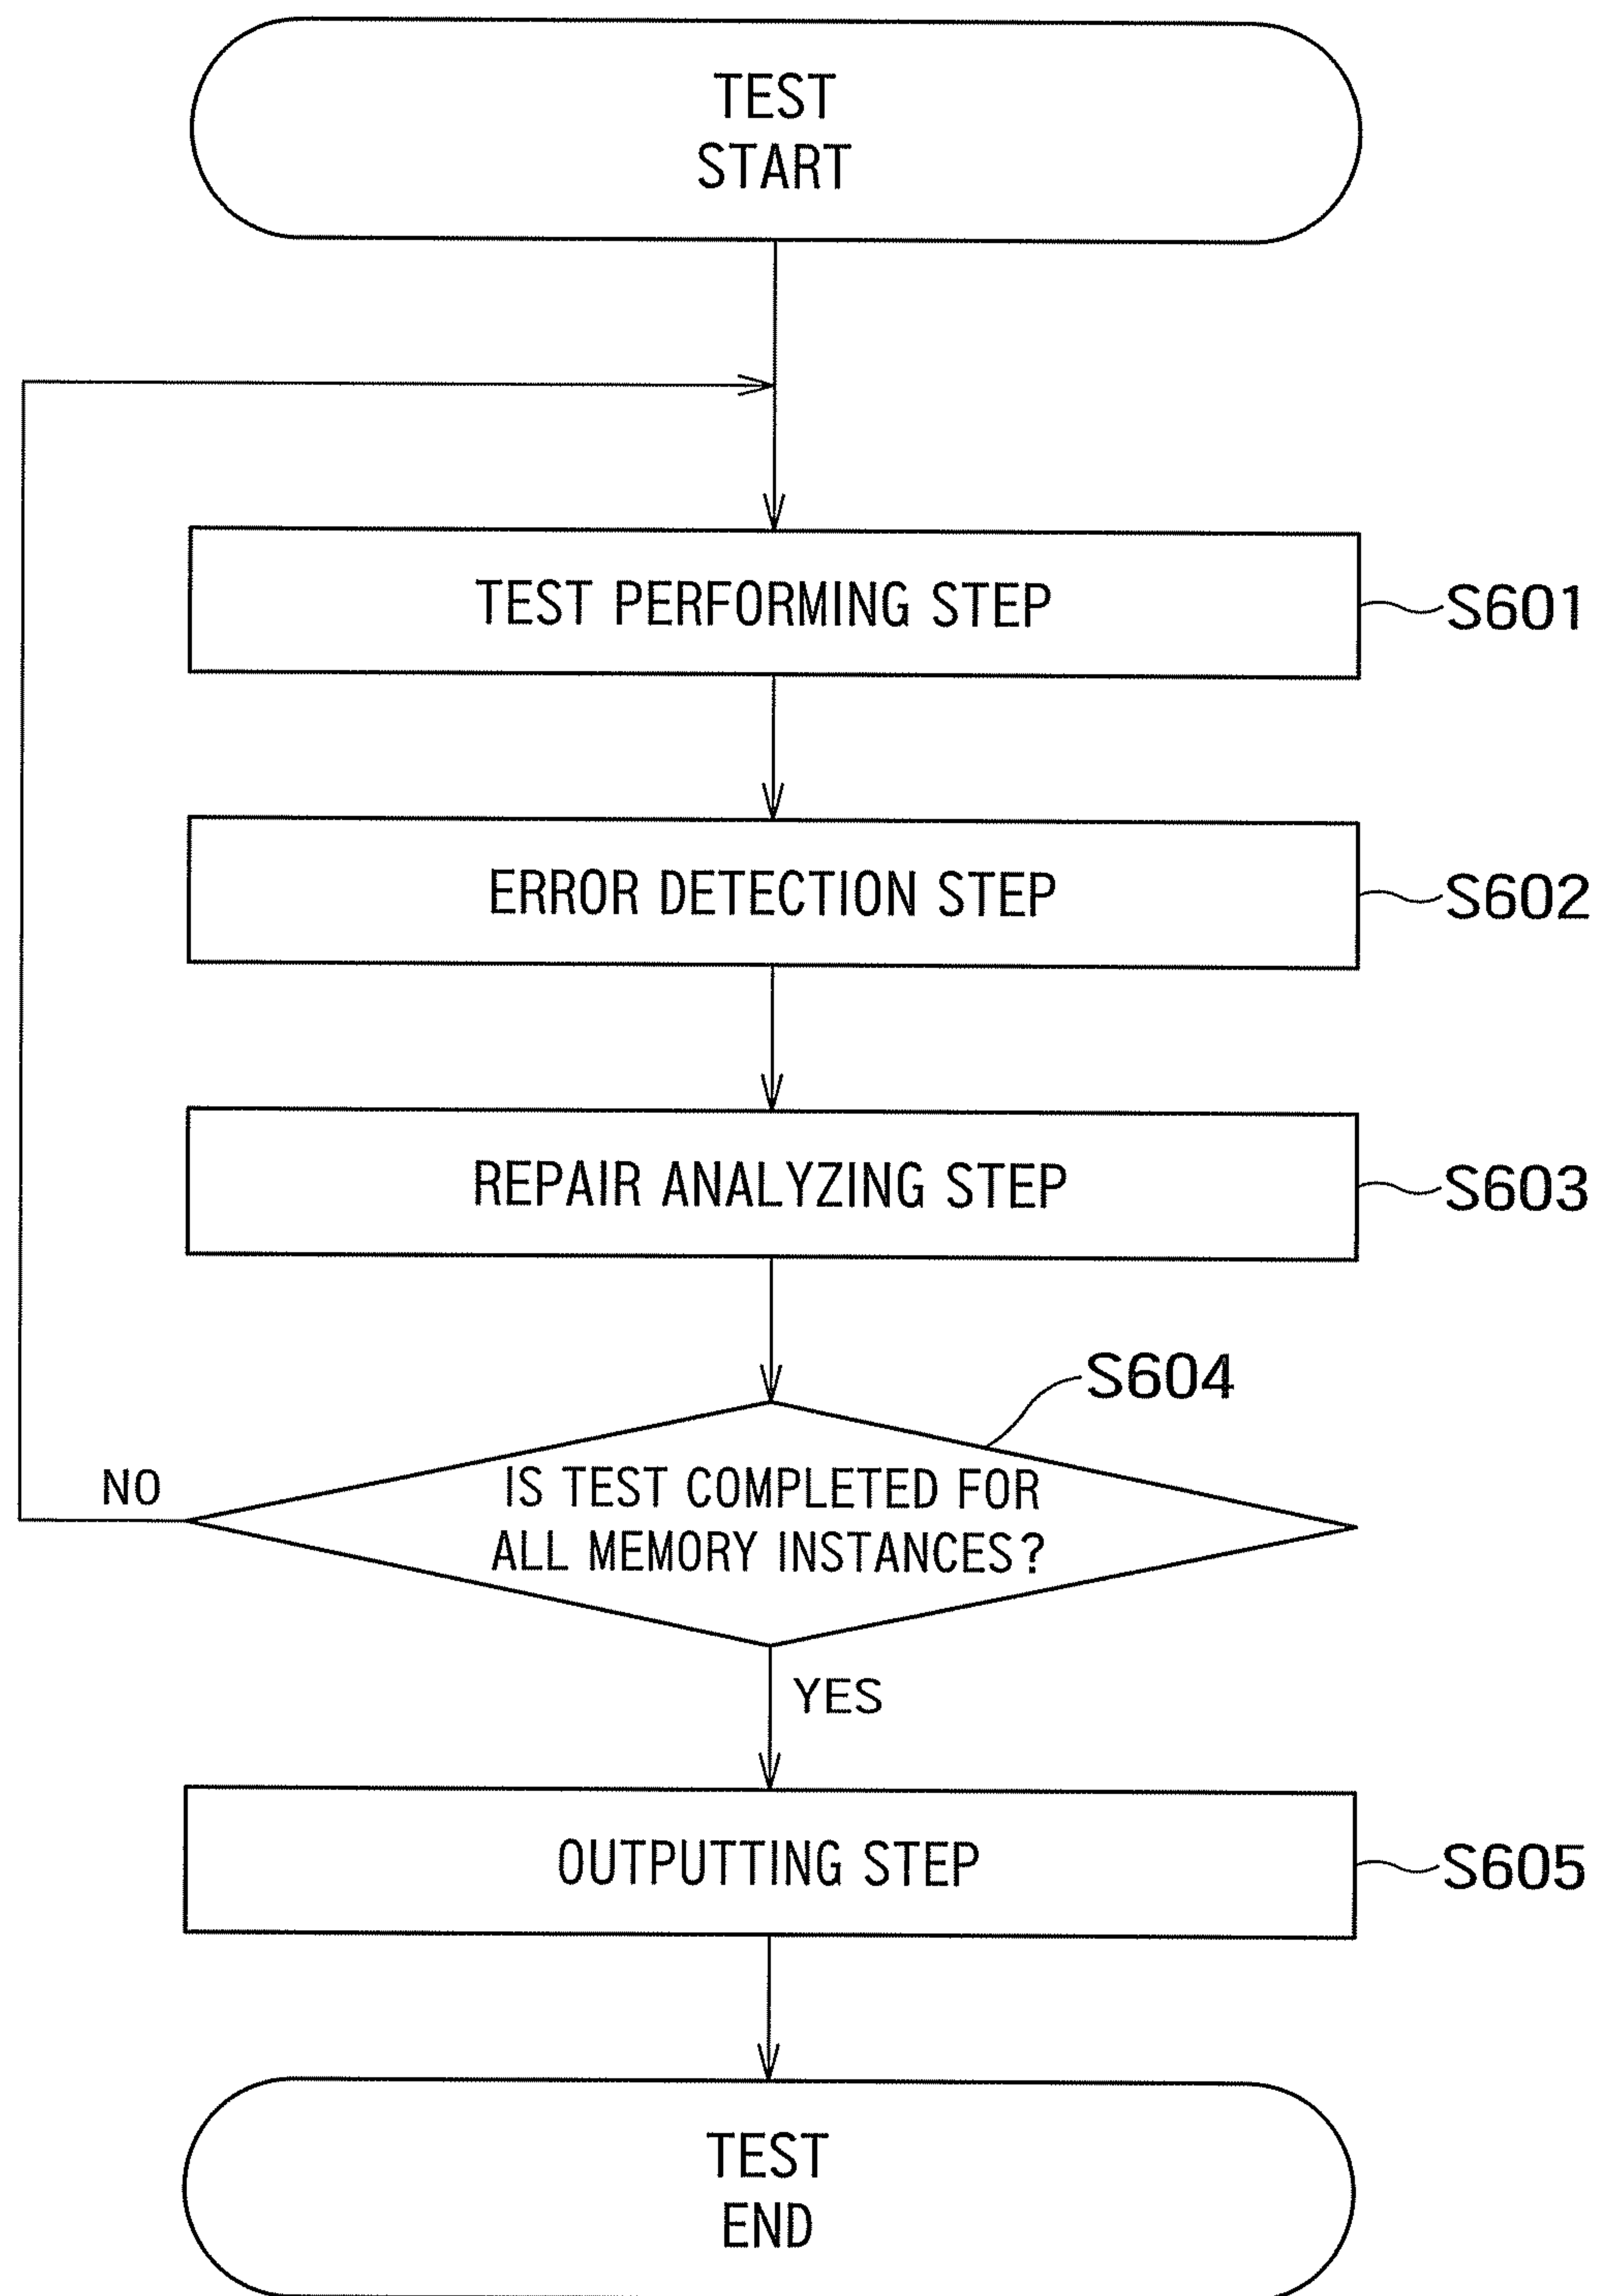 TEST
START
TEST PERFORMING STEP
S601
ERROR DETECTION STEP
S602
REPAIR ANALYZING STEP
S603
S604
NO
IS TEST COMPLETED FOR
ALL MEMORY INSTANCES?
YES
OUTPUTTING STEP
S605
TEST
END